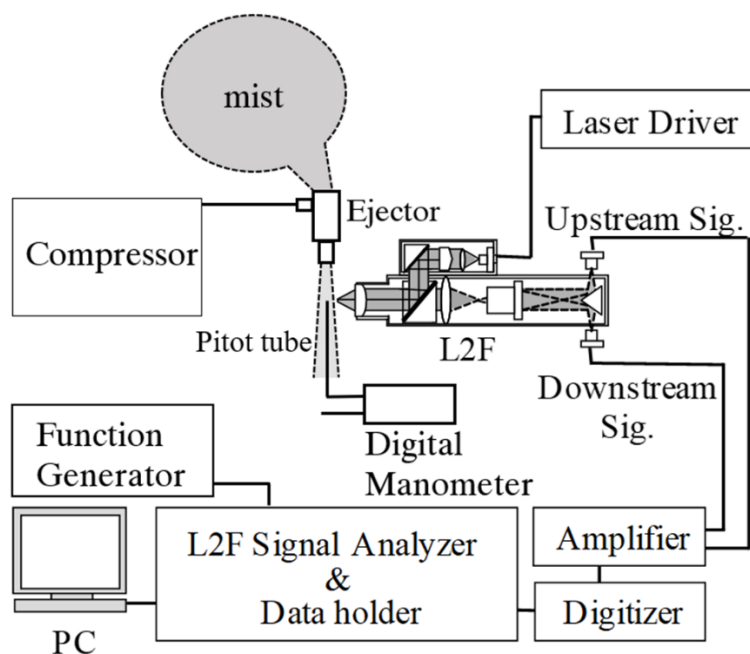 mist
Laser Driver
Ejector
Compressor
Upstream Sig.
Pitot tube
L2F
Downstream
Sig.
Digital
Manometer
Function
Generator
L2F Signal Analyzer
&
Data holder
Amplifier
Digitizer
PC